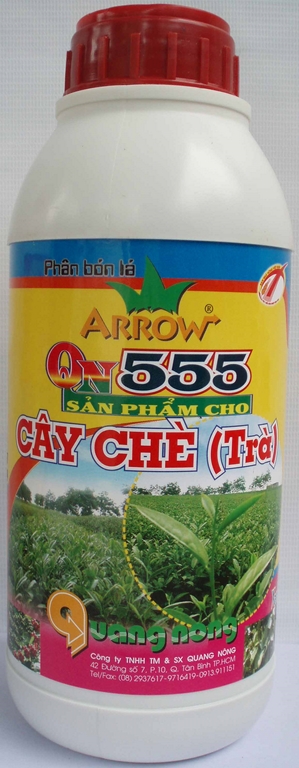 Phân bón lá
ARROW®
QN 555
SẢN PHẨM CHO
CÂY CHÈ (Trà)
Quang nông
Công ty TNHH TM & SX QUANG NÔNG
42 Đường số 7, P.10, Q. Tân Bình TP.HCM
Tel/Fax: (08) 2937617-9716419-0913.911151